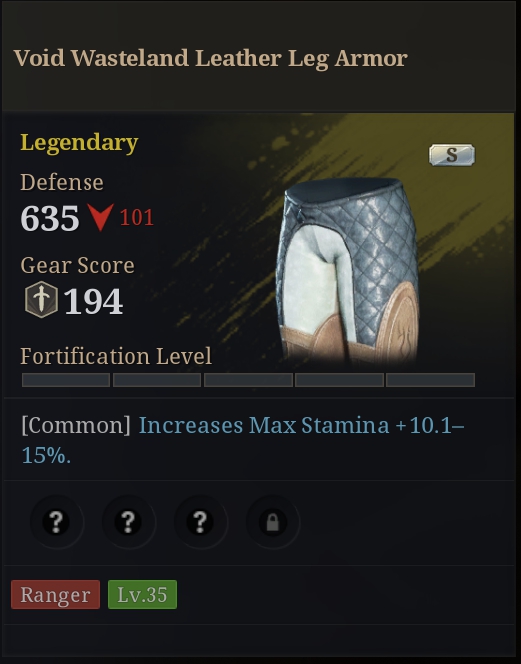 Void Wasteland Leather Leg Armor
Legendary
S
Defense
635 101
Gear Score
194
Fortification Level
[Common] Increases Max Stamina +10.1–
15%.
? ? ?
Ranger Lv.35